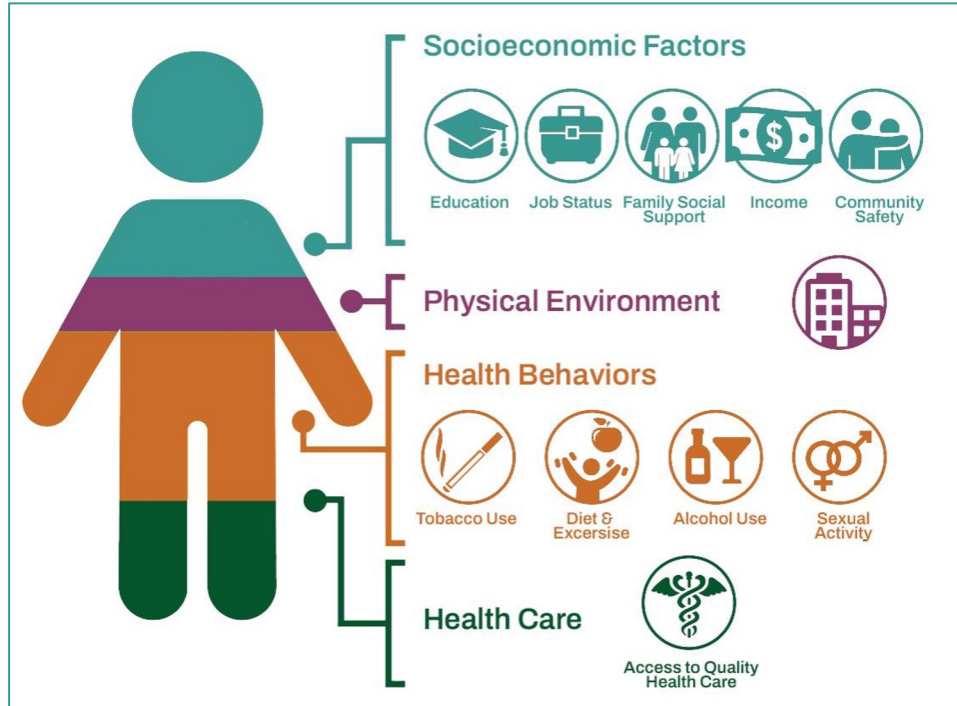 Socioeconomic Factors
Education
Job Status
Family Social
Support
Income
Community
Safety
Physical Environment
Health Behaviors
Tobacco Use
Diet &
Excersise
Alcohol Use
Sexual
Activity
Health Care
Access to Quality
Health Care